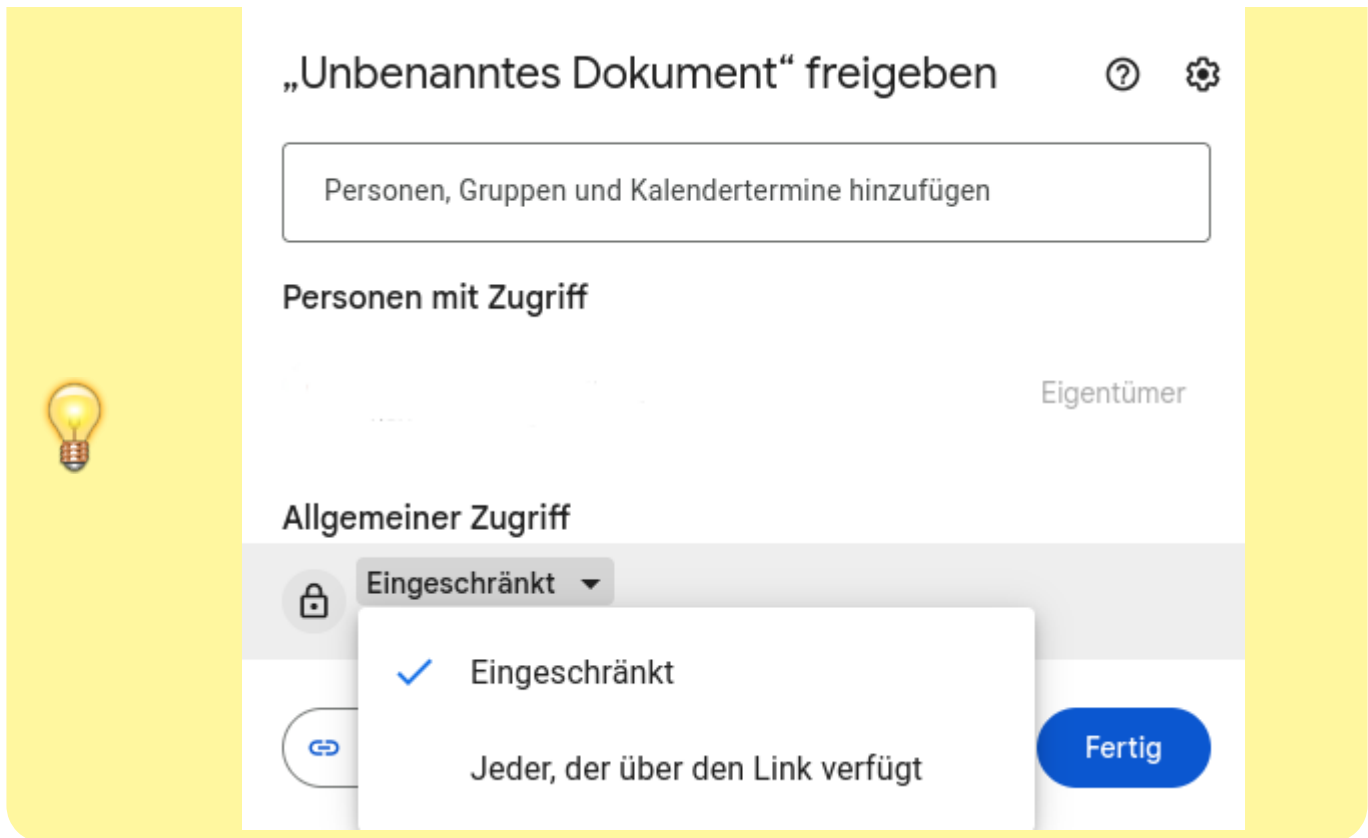 „Unbenanntes Dokument“ freigeben
Personen, Gruppen und Kalendertermine hinzufügen
Personen mit Zugriff
Eigentümer
Allgemeiner Zugriff
Eingeschränkt
Eingeschränkt
Jeder, der über den Link verfügt
Fertig